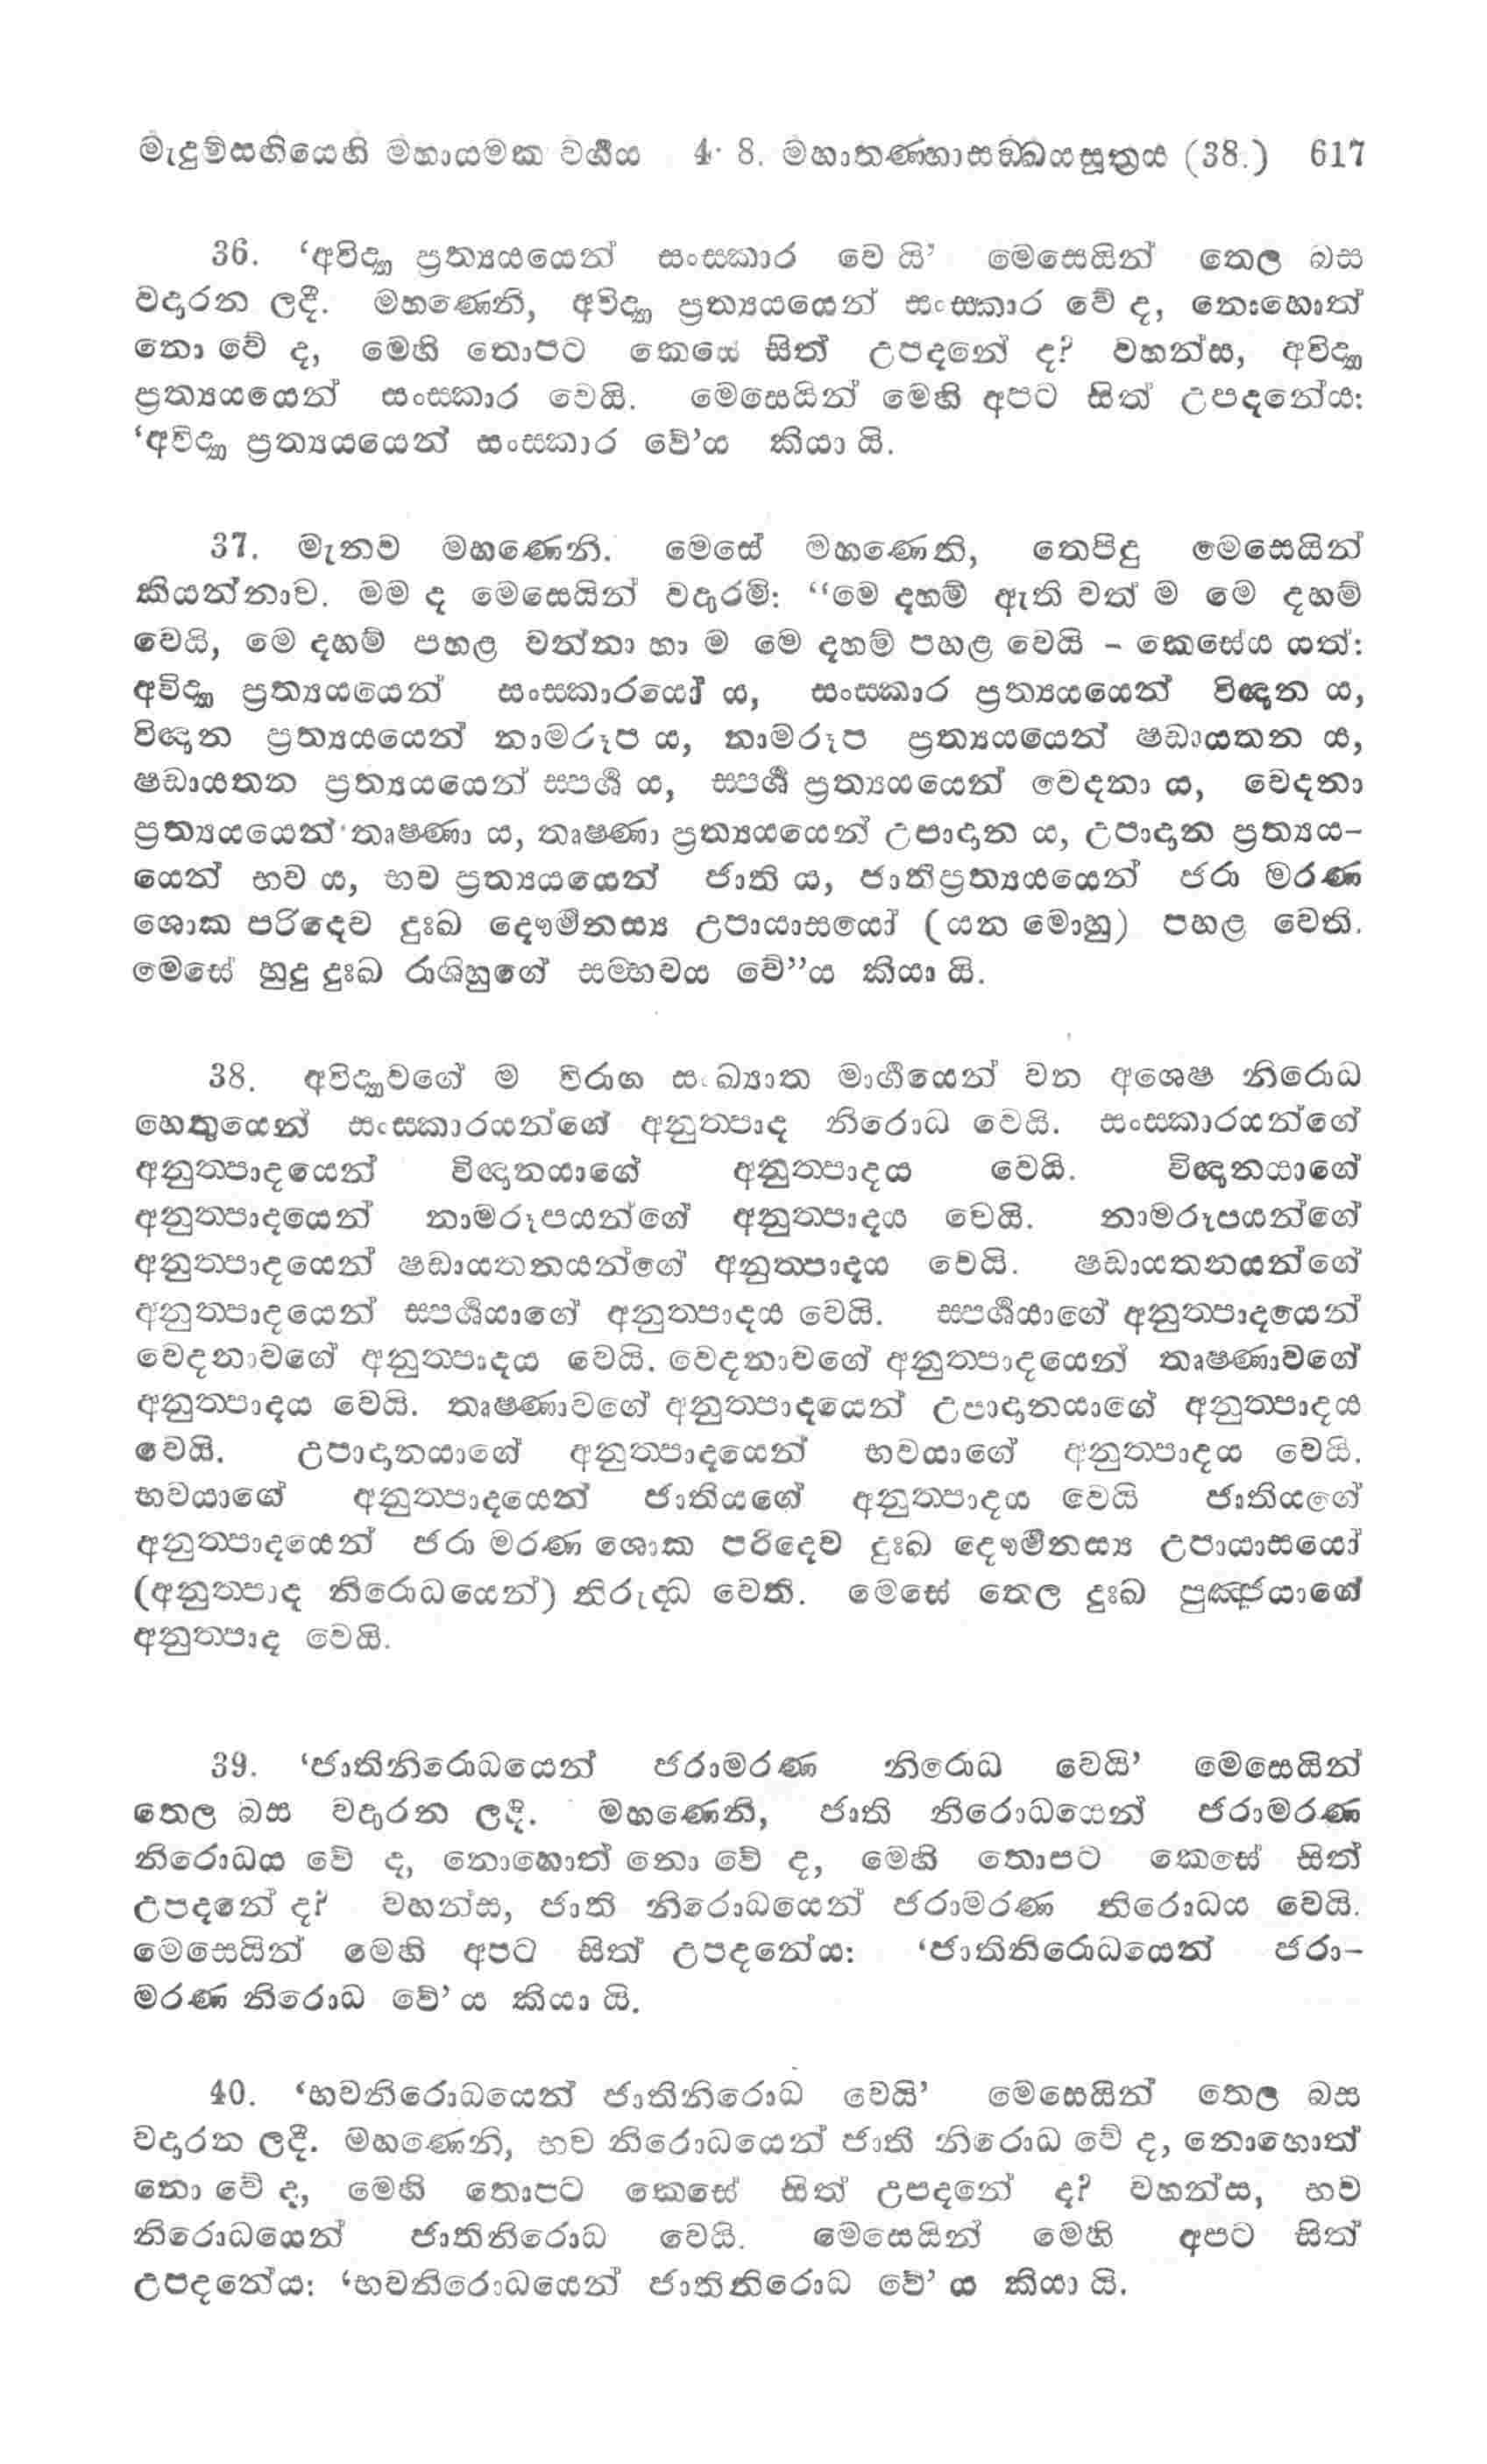 මැදුම්සඟියෙහි මහායමක වර්‍ගය 4· 8. මහාතණ්හාසඞ්ඛයසූත්‍රය (38.) 617
36. ‘අවිද්‍යා ප්‍රත්‍යයයෙන් සංස්කාර වෙ යි’ මෙසෙයින් තෙල බස
වදාරන ලදී. මහණෙනි, අවිද්‍යා ප්‍රත්‍යයයෙන් සංස්කාර වේ ද, නොහොත්
නො වේ ද, මෙහි තොපට කෙසේ සිත් උපදනේ ද? වහන්ස, අවිද්‍යා
ප්‍රත්‍යයයෙන් සංස්කාර වෙයි. මෙසෙයින් මෙහි අපට සිත් උපදනේය:
‘අවිද්‍යා ප්‍රත්‍යයයෙන් සංස්කාර වේ’ය කියා යි.
37. මැනව මහණෙනි. මෙසේ මහණෙනි, තෙපිදු මෙසෙයින්
කියන්නාව. මම ද මෙසෙයින් වදාරමි: “මෙ දහම් ඇති වත් ම මෙ දහම්
වෙයි, මෙ දහම් පහළ වන්නා හා ම මෙ දහම් පහළ වෙයි - කෙසේය යත්:
අවිද්‍යා ප්‍රත්‍යයයෙන් සංස්කාරයෝ ය, සංස්කාර ප්‍රත්‍යයයෙන් විඥාන ය,
විඥාන ප්‍රත්‍යයයෙන් නාමරූප ය, නාමරූප ප්‍රත්‍යයයෙන් ෂඩායතන ය,
ෂඩායතන ප්‍රත්‍යයයෙන් ස්පර්‍ශ ය, ස්පර්‍ශ ප්‍රත්‍යයයෙන් වෙදනා ය, වෙදනා
ප්‍රත්‍යයයෙන් තෘෂ්ණා ය, තෘෂ්ණා ප්‍රත්‍යයයෙන් උපාදාන ය, උපාදාන ප්‍රත්‍යය-
යෙන් භව ය, භව ප්‍රත්‍යයයෙන් ජාති ය, ජාතිප්‍රත්‍යයයෙන් ජරා මරණ
ශොක පරිදෙව දුඃඛ දෞර්‍මනස්‍ය උපායාසයෝ (යන මොහු) පහළ වෙති.
මෙසේ හුදු දුඃඛ රාශිහුගේ සම්භවය වේ”ය කියා යි.
38. අවිද්‍යාවගේ ම විරාග සංඛ්‍යාත මාර්‍ගයෙන් වන අශෙෂ නිරොධ
හෙතුයෙන් සංස්කාරයන්ගේ අනුත්පාද නිරොධ වෙයි. සංස්කාරයන්ගේ
අනුත්පාදයෙන් විඥානයාගේ අනුත්පාදය වෙයි. විඥානයාගේ
අනුත්පාදයෙන් නාමරූපයන්ගේ අනුත්පාදය වෙයි. නාමරූපයන්ගේ
අනුත්පාදයෙන් ෂඩායතනයන්ගේ අනුත්පාදය වෙයි. ෂඩායතනයන්ගේ
අනුත්පාදයෙන් ස්පර්‍ශයාගේ අනුත්පාදය වෙයි. ස්පර්‍ශයාගේ අනුත්පාදයෙන්
වෙදනාවගේ අනුත්පාදය වෙයි. වෙදනාවගේ අනුත්පාදයෙන් තෘෂ්ණාවගේ
අනුත්පාදය වෙයි. තෘෂ්ණාවගේ අනුත්පාදයෙන් උපාදානයාගේ අනුත්පාදය
වෙයි. උපාදානයාගේ අනුත්පාදයෙන් භවයාගේ අනුත්පාදය වෙයි.
භවයාගේ අනුත්පාදයෙන් ජාතියගේ අනුත්පාදය වෙයි ජාතියගේ
අනුත්පාදයෙන් ජරා මරණ ශොක පරිදෙව දුඃඛ දෞර්‍මනස්‍ය උපායාසයෝ
(අනුත්පාද නිරොධයෙන්) නිරුද්ධ වෙති. මෙසේ තෙල දුඃඛ පුඤ්ජයාගේ
අනුත්පාද වෙයි.
39. ‘ජාතිනිරොධයෙන් ජරාමරණ නිරොධ වෙයි’ මෙසෙයින්
තෙල බස වදාරන ලදී. මහණෙනි, ජාති නිරොධයෙන් ජරාමරණ
නිරොධය වේ ද, නොහොත් නො වේ ද, මෙහි තොපට කෙසේ සිත්
උපදනේ ද? වහන්ස, ජාති නිරොධයෙන් ජරාමරණ නිරොධය වෙයි.
මෙසෙයින් මෙහි අපට සිත් උපදනේය: ‘ජාතිනිරොධයෙන් ජරා-
මරණ නිරොධ වේ’ ය කියා යි.
40. ‘භවනිරොධයෙන් ජාතිනිරොධ වෙයි’ මෙසෙයින් තෙල බස
වදාරන ලදී. මහණෙනි, භව නිරොධයෙන් ජාති නිරොධ වේ ද, නොහොත්
නො වේ ද, මෙහි තොපට කෙසේ සිත් උපදනේ ද? වහන්ස, භව
නිරොධයෙන් ජාතිනිරොධ වෙයි. මෙසෙයින් මෙහි අපට සිත්
උපදනේය: ‘භවනිරොධයෙන් ජාතිනිරොධ වේ’ ය කියා යි.